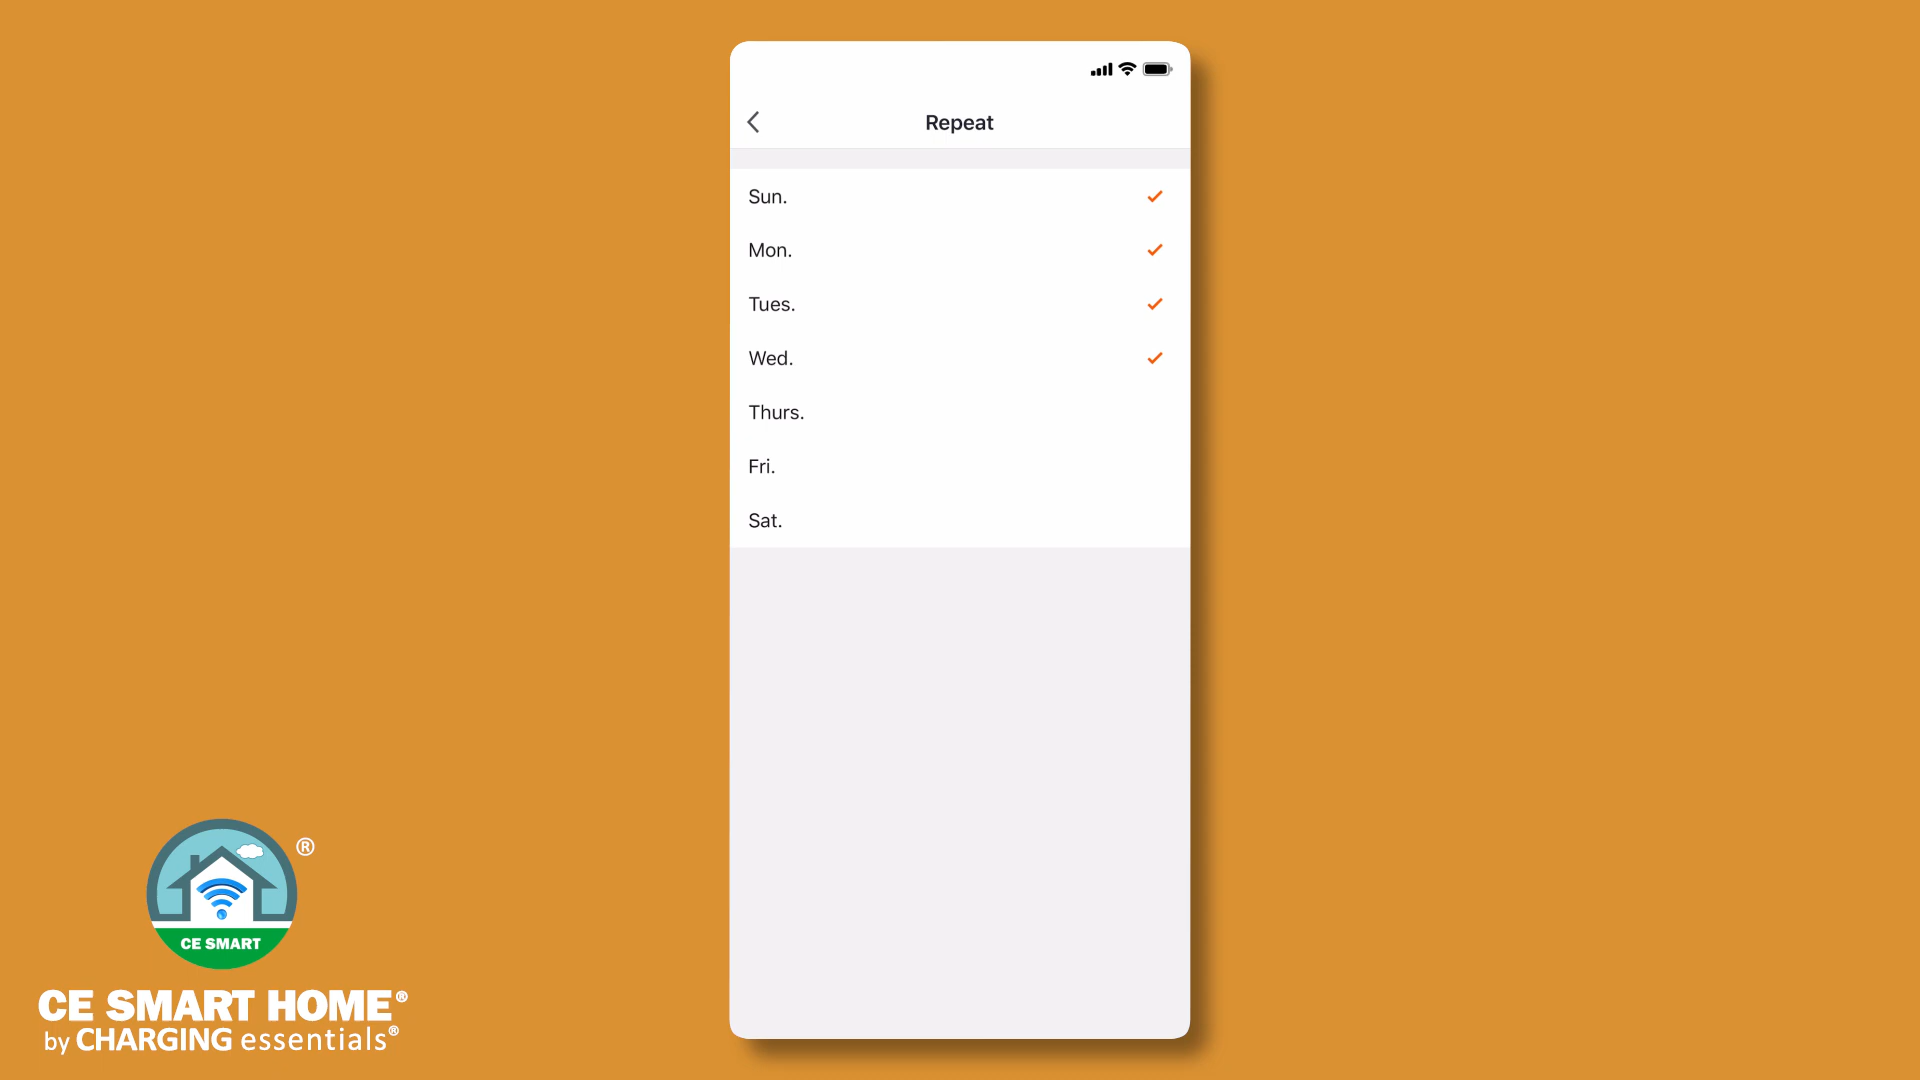 Repeat
Sun.
Mon.
Tues.
Wed.
Thurs.
Fri.
Sat.
®
CE SMART
CE SMART HOME®
by CHARGING essentials®